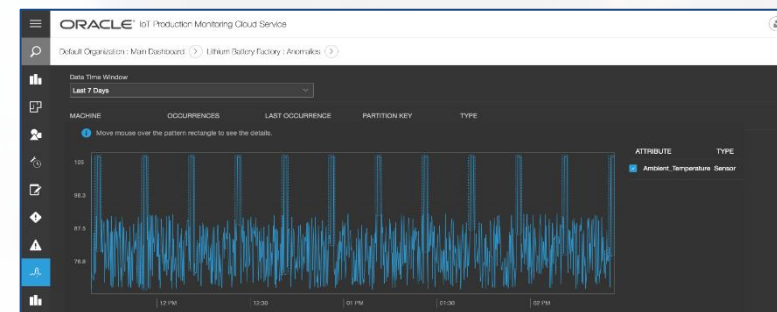 ORACLE® IoT Production Monitoring Cloud Service
Default Organization : Main Dashboard > Lithium Battery Factory : Anomalies >
Data Time Window
Last 7 Days
MACHINE OCCURRENCES LAST OCCURRENCE PARTITION KEY TYPE
Move mouse over the pattern rectangle to see the details.
ATTRIBUTE TYPE
Ambient_Temperature Sensor
105
96.3
87.5
78.8
12 PM 12:30 01 PM 01:30 02 PM